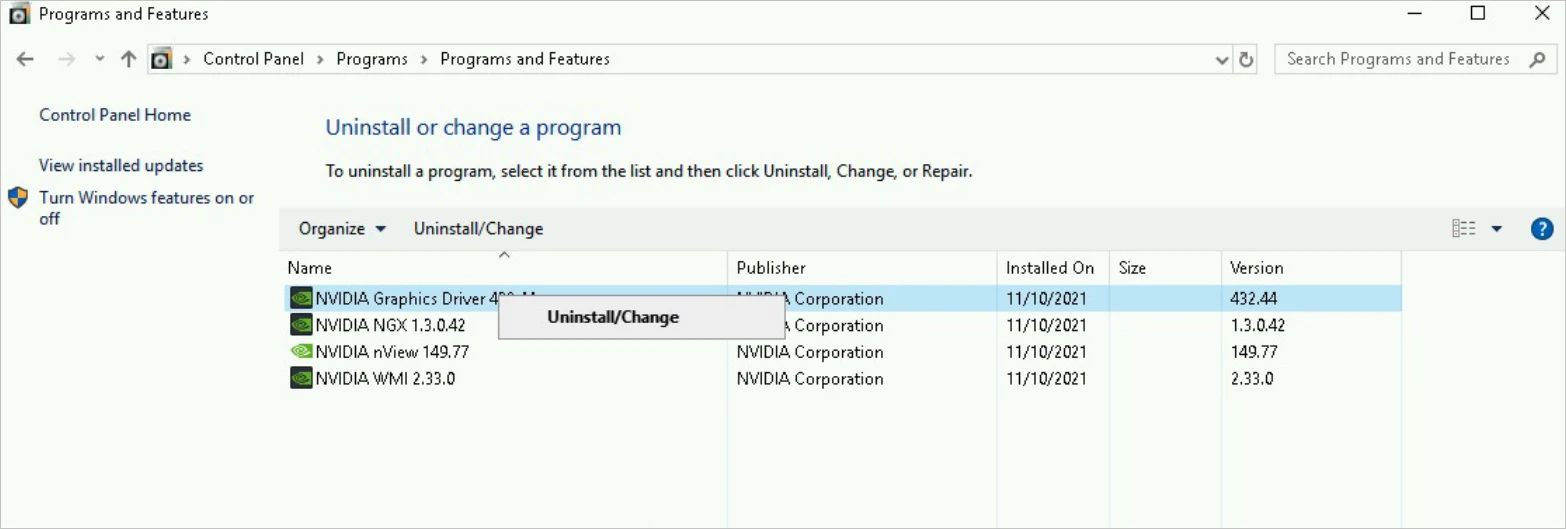 Programs and Features
Control Panel > Programs > Programs and Features
Search Programs and Features
Control Panel Home
View installed updates
Turn Windows features on or
off
Uninstall or change a program
To uninstall a program, select it from the list and then click Uninstall, Change, or Repair.
Organize Uninstall/Change
?
Name Publisher Installed On Size Version
NVIDIA Graphics Driver Corporation 11/10/2021 432.44
Uninstall/Change
NVIDIA NGX 1.3.0.42 Corporation 11/10/2021 1.3.0.42
NVIDIA nView 149.77 NVIDIA Corporation 11/10/2021 149.77
NVIDIA WMI 2.33.0 NVIDIA Corporation 11/10/2021 2.33.0